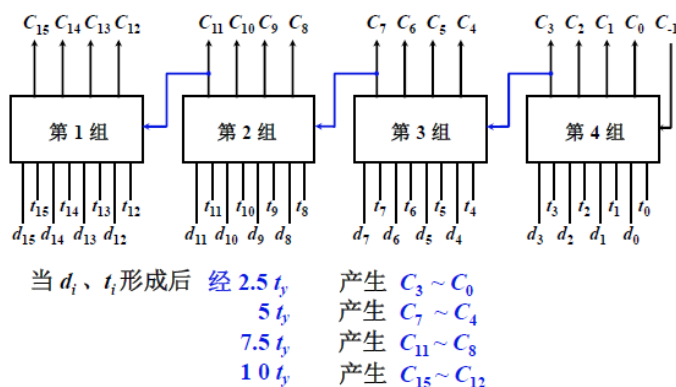 C₁₅ C₁₄ C₁₃ C₁₂ C₁₁ C₁₀ C₉ C₈ C₇ C₆ C₅ C₄ C₃ C₂ C₁ C₀ C₋₁
第 1 组 第 2 组 第 3 组 第 4 组
t₁₅ t₁₄ t₁₃ t₁₂ t₁₁ t₁₀ t₉ t₈ t₇ t₆ t₅ t₄ t₃ t₂ t₁ t₀
d₁₅ d₁₄ d₁₃ d₁₂ d₁₁ d₁₀ d₉ d₈ d₇ d₆ d₅ d₄ d₃ d₂ d₁ d₀
当 dᵢ 、tᵢ 形成后 经 2.5 t_y 产生 C₃ ~ C₀
5 t_y 产生 C₇ ~ C₄
7.5 t_y 产生 C₁₁ ~ C₈
1 0 t_y 产生 C₁₅ ~ C₁₂